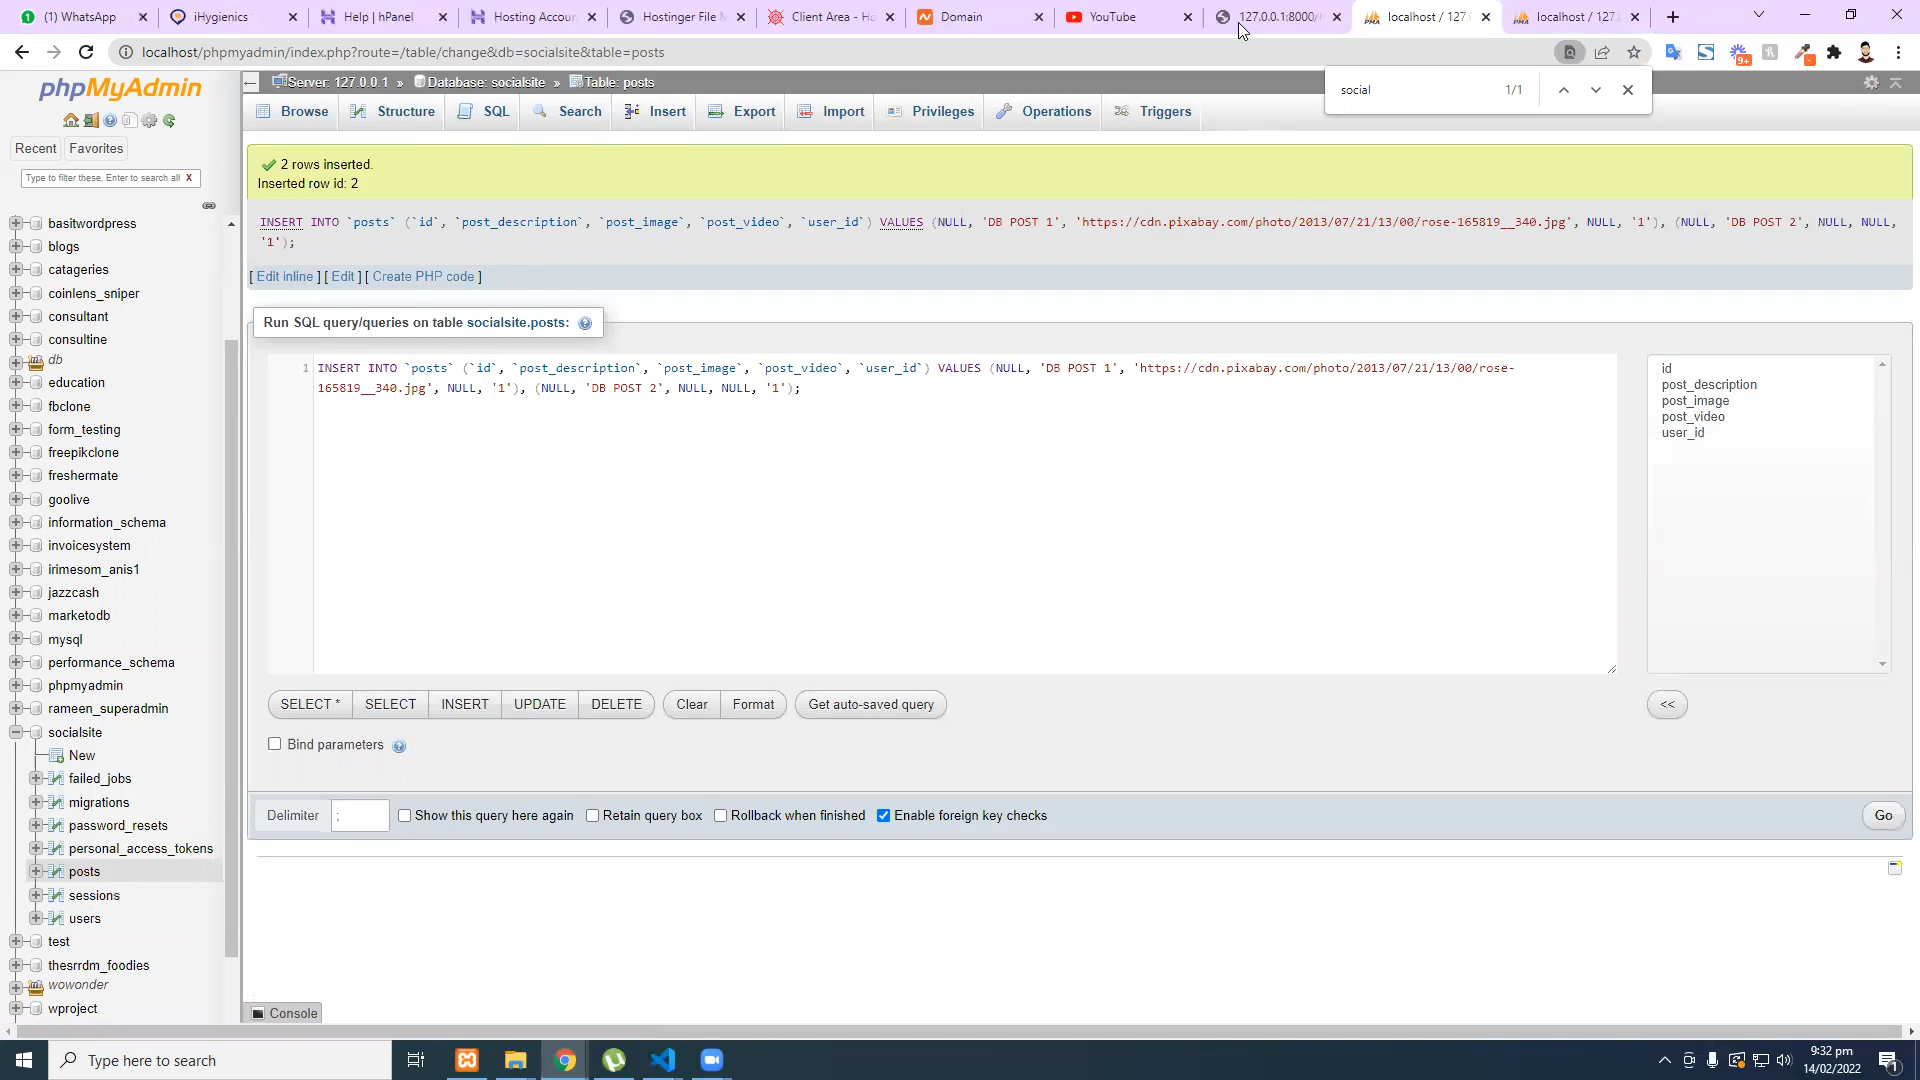 (1) WhatsApp
iHygienics
Help | hPanel
Hosting Accoun
Hostinger File M
Client Area - Ho
Domain
YouTube
127.0.0.1:8000/
localhost / 127.
localhost / 127.
localhost/phpmyadmin/index.php?route=/table/change&db=socialsite&table=posts
9+
social
1/1
phpMyAdmin
Server: 127.0.0.1 » Database: socialsite » Table: posts
Browse
Structure
SQL
Search
Insert
Export
Import
Privileges
Operations
Triggers
Recent
Favorites
Type to filter these, Enter to search all X
basitwordpress
blogs
catageries
coinlens_sniper
consultant
consultine
db
education
fbclone
form_testing
freepikclone
freshermate
goolive
information_schema
invoicesystem
irimesom_anis1
jazzcash
marketodb
mysql
performance_schema
phpmyadmin
rameen_superadmin
socialsite
New
failed_jobs
migrations
password_resets
personal_access_tokens
posts
sessions
users
test
thesrrdm_foodies
wowonder
wproject
2 rows inserted.
Inserted row id: 2
INSERT INTO `posts` (`id`, `post_description`, `post_image`, `post_video`, `user_id`) VALUES (NULL, 'DB POST 1', 'https://cdn.pixabay.com/photo/2013/07/21/13/00/rose-165819__340.jpg', NULL, '1'), (NULL, 'DB POST 2', NULL, NULL,
'1');
[ Edit inline ] [ Edit ] [ Create PHP code ]
Run SQL query/queries on table socialsite.posts:
1 INSERT INTO `posts` (`id`, `post_description`, `post_image`, `post_video`, `user_id`) VALUES (NULL, 'DB POST 1', 'https://cdn.pixabay.com/photo/2013/07/21/13/00/rose-
165819__340.jpg', NULL, '1'), (NULL, 'DB POST 2', NULL, NULL, '1');
id
post_description
post_image
post_video
user_id
SELECT *
SELECT
INSERT
UPDATE
DELETE
Clear
Format
Get auto-saved query
<<
Bind parameters
Delimiter
;
Show this query here again
Retain query box
Rollback when finished
Enable foreign key checks
Go
Console
Type here to search
9:32 pm
14/02/2022
1